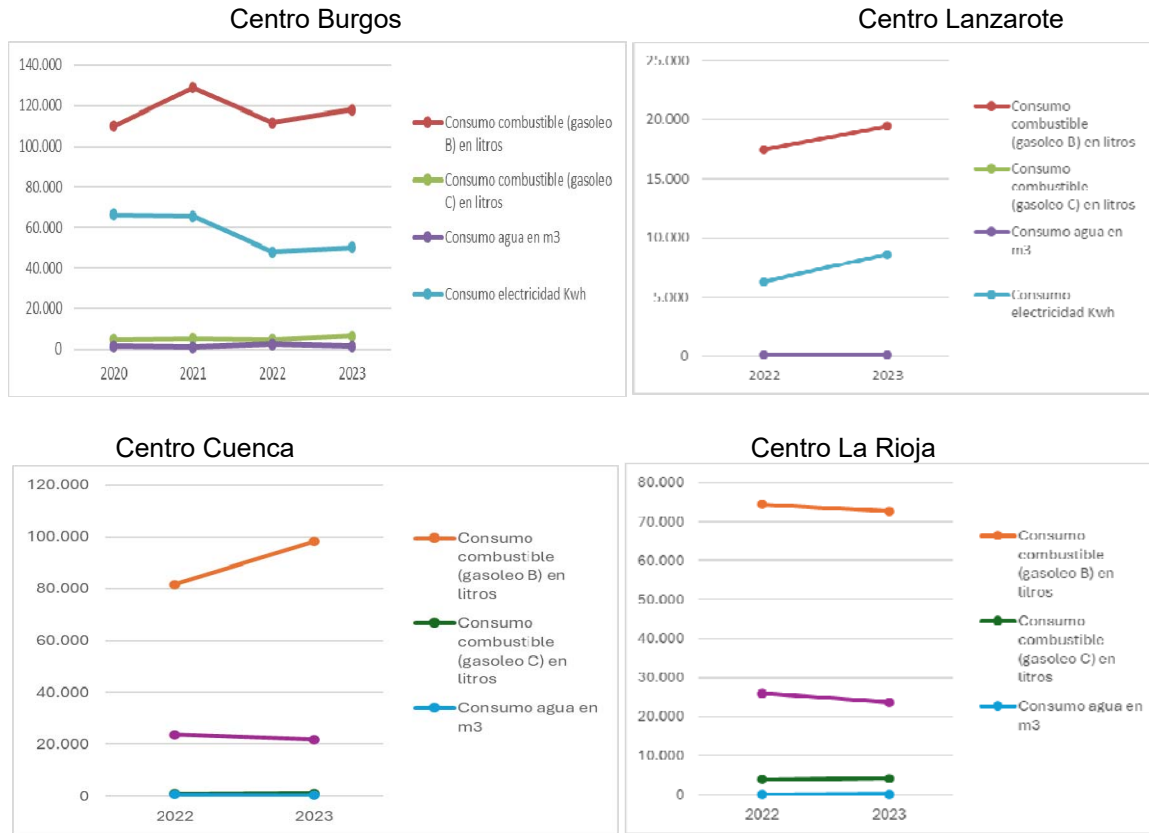 Centro Burgos
140.000
120.000
100.000
80.000
60.000
40.000
20.000
0
2020 2021 2022 2023
Consumo combustible (gasoleo
B) en litros
Consumo combustible (gasoleo
C) en litros
Consumo agua en m3
Consumo electricidad Kwh
Centro Lanzarote
25.000
20.000
15.000
10.000
5.000
0
2022 2023
Consumo
combustible
(gasoleo B) en litros
Consumo
combustible
(gasoleo C) en litros
Consumo agua en
m3
Consumo
electricidad Kwh
Centro Cuenca
120.000
100.000
80.000
60.000
40.000
20.000
0
2022 2023
Consumo
combustible
(gasoleo B) en
litros
Consumo
combustible
(gasoleo C) en
litros
Consumo agua en
m3
Centro La Rioja
80.000
70.000
60.000
50.000
40.000
30.000
20.000
10.000
0
2022 2023
Consumo
combustible
(gasoleo B) en
litros
Consumo
combustible
(gasoleo C) en
litros
Consumo agua en
m3